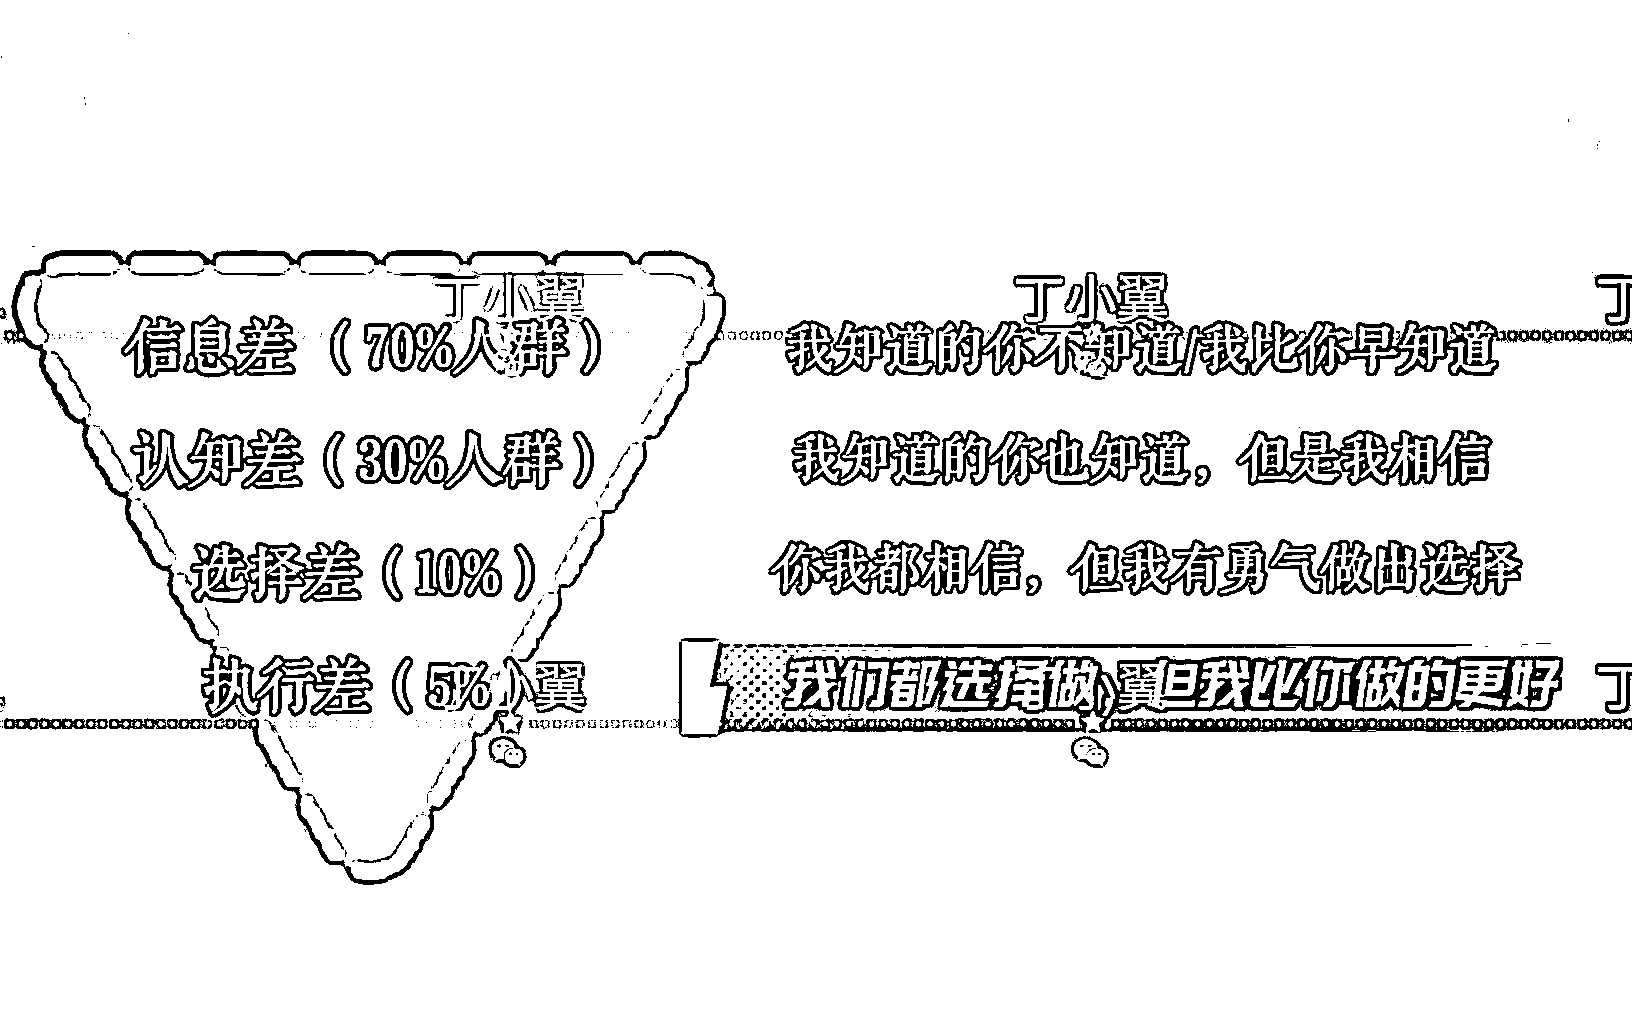 丁小翼 丁小翼 丁
信息差（70%人群） 我知道的你不知道/我比你早知道
认知差（30%人群） 我知道的你也知道，但是我相信
选择差（10%） 你我都相信，但我有勇气做出选择
执行差（5%） 我们都选择做 但我比你做的更好
翼 翼 丁